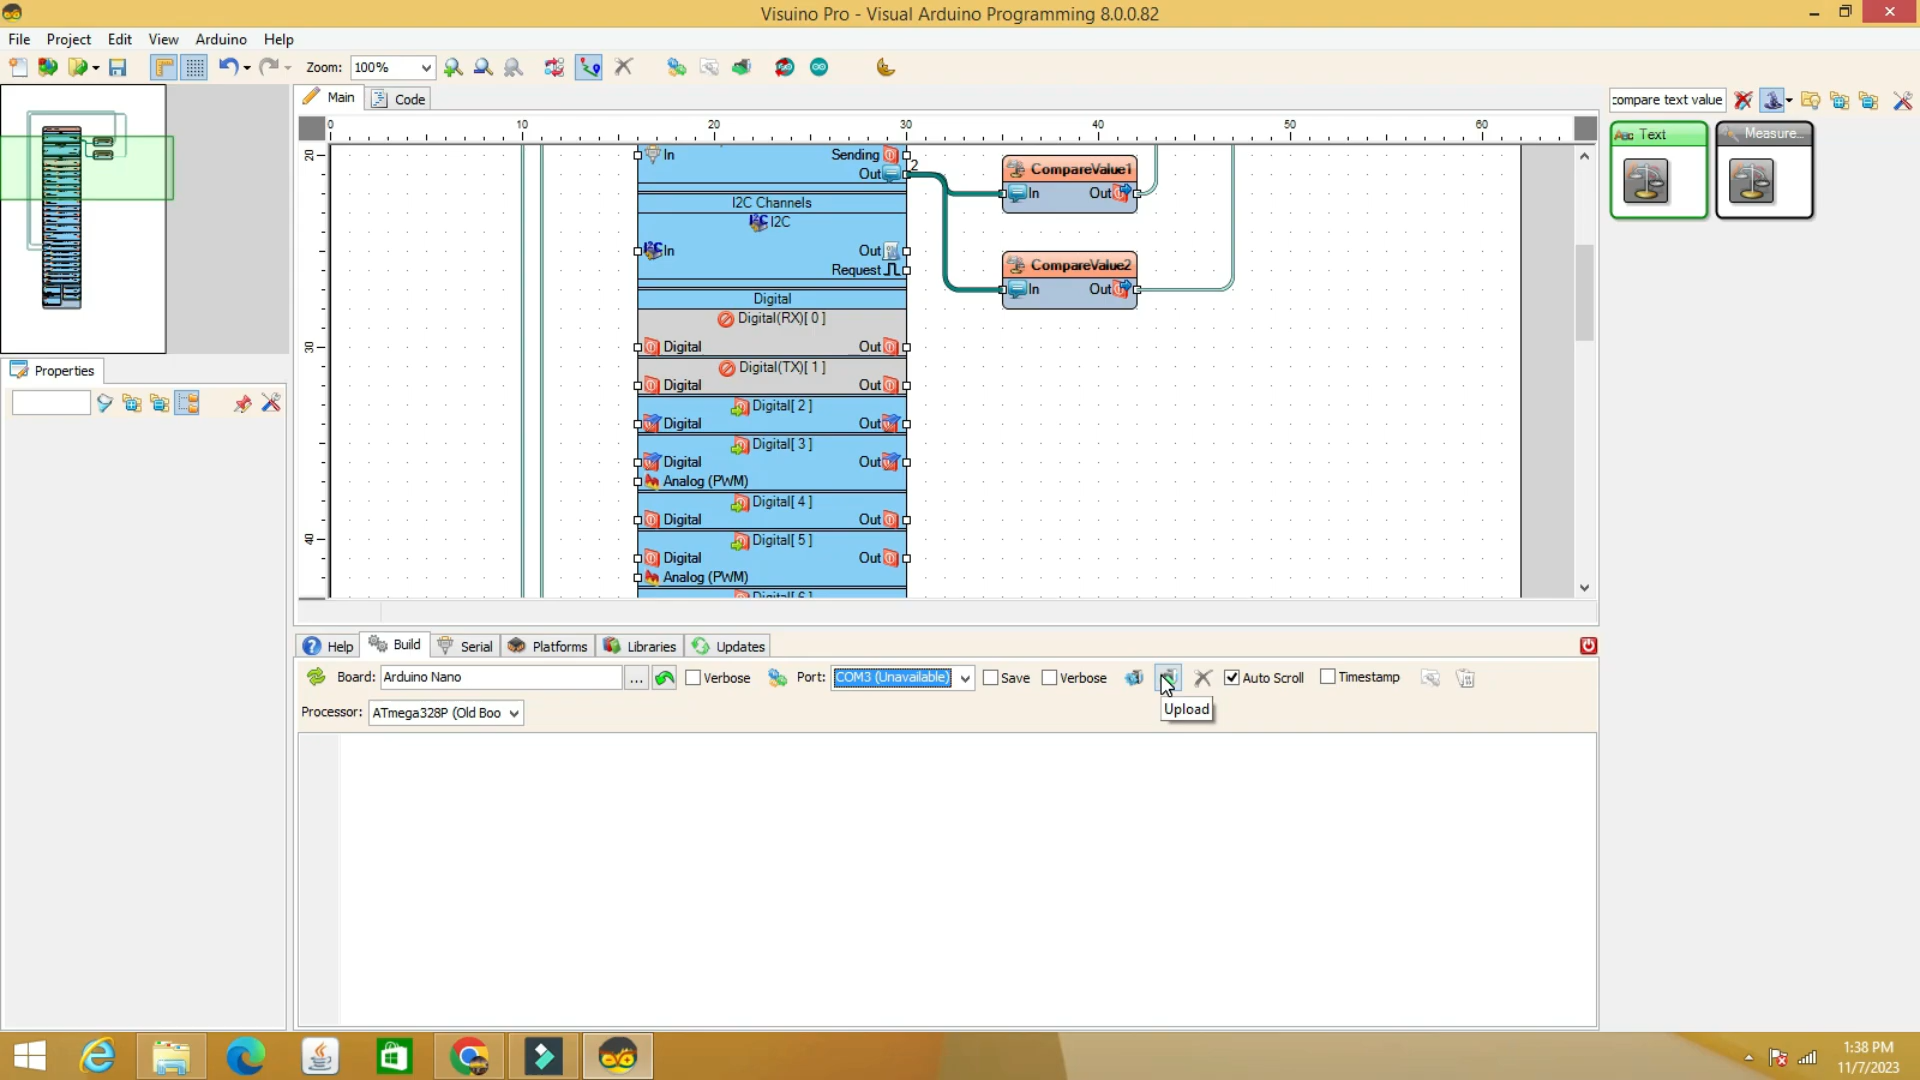 Visuino Pro - Visual Arduino Programming 8.0.0.82
File Project Edit View Arduino Help
Zoom: 100%
Main Code
compare text value
0 10 20 30 40 50 60
Text Measure...
20
In Sending
2
Out
CompareValue1
In Out
I2C Channels
I2C
In Out
Request
CompareValue2
In Out
Digital
Digital(RX)[ 0 ]
30
Digital Out
Digital(TX)[ 1 ]
Digital Out
Digital[ 2 ]
Digital Out
Digital[ 3 ]
Digital Out
Analog (PWM)
Digital[ 4 ]
Digital Out
40
Digital[ 5 ]
Digital Out
Analog (PWM)
Properties
Help Build Serial Platforms Libraries Updates
Board: Arduino Nano ... Verbose Port: COM3 (Unavailable) Save Verbose Auto Scroll Timestamp
Processor: ATmega328P (Old Boo
Upload
1:38 PM
11/7/2023